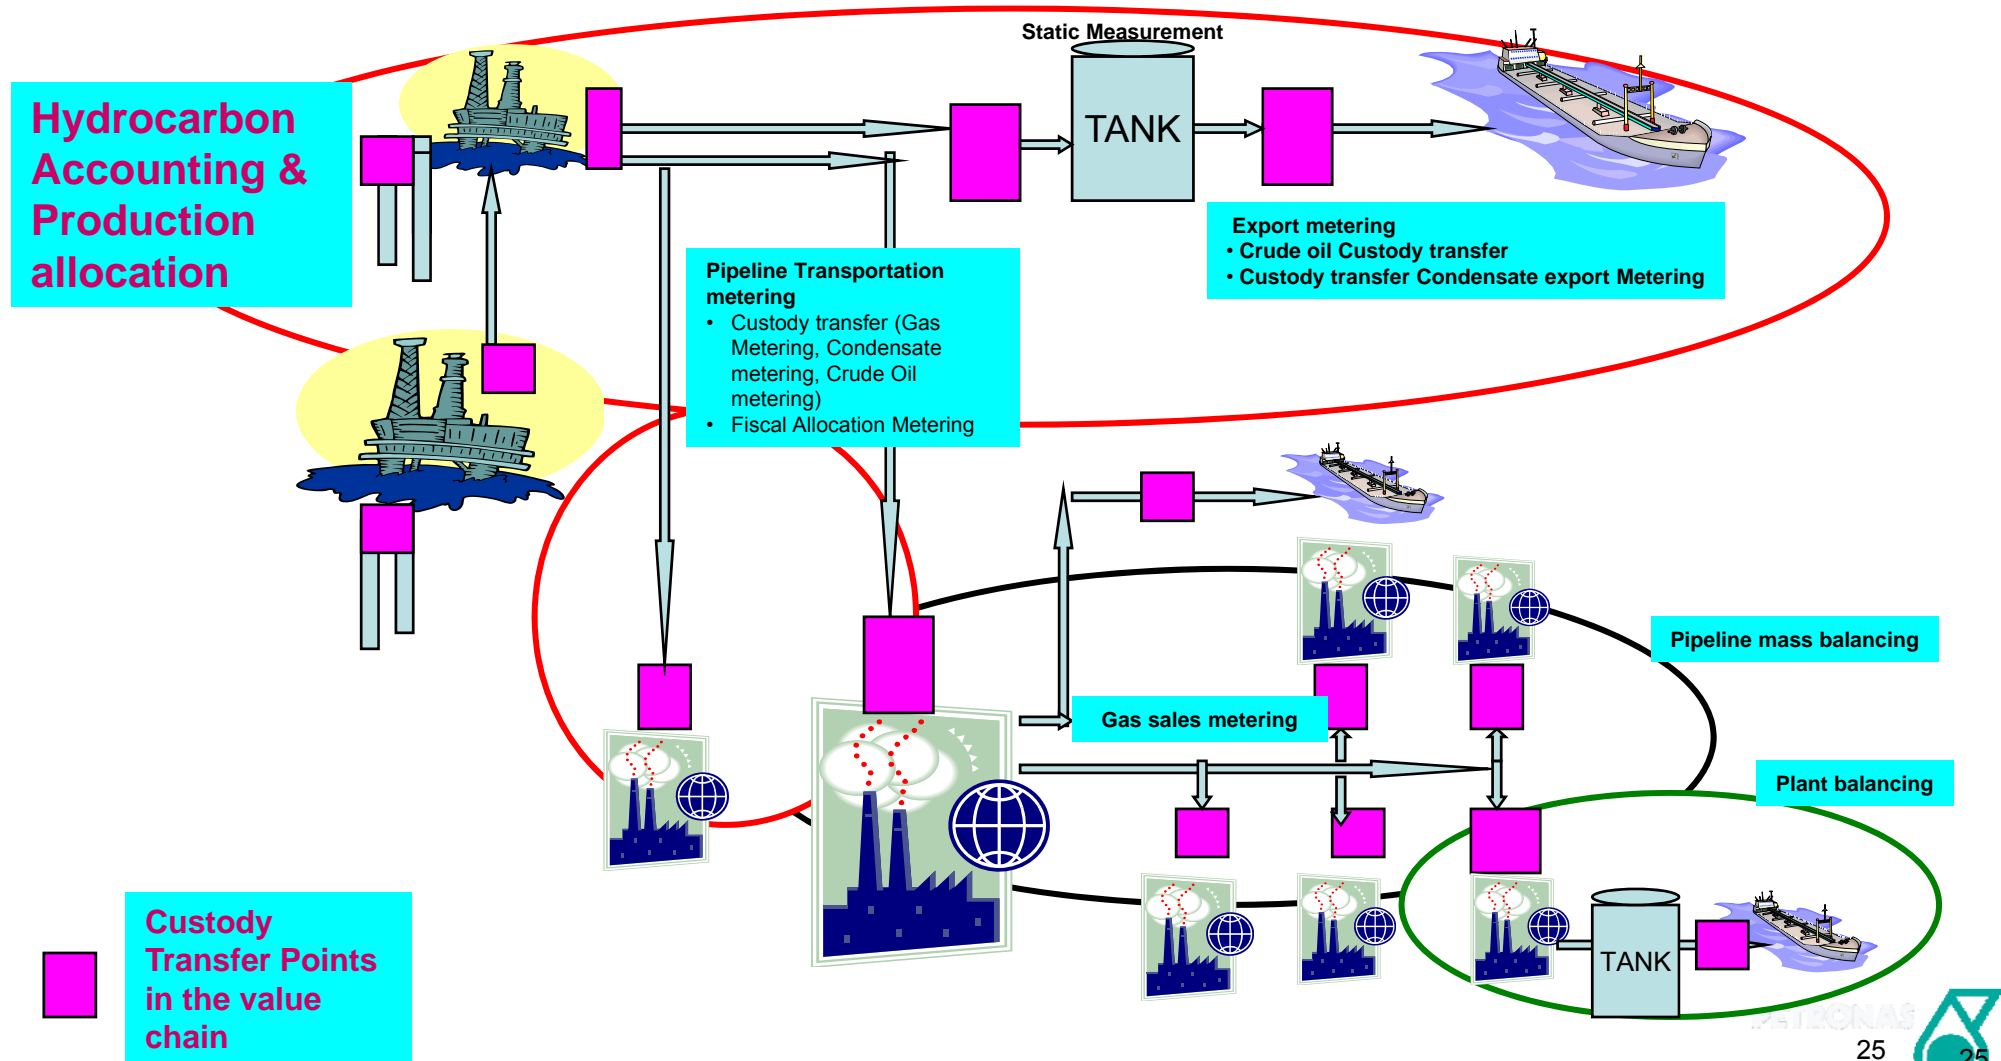 Static Measurement
Hydrocarbon
Accounting &
Production
allocation
TANK
Export metering
• Crude oil Custody transfer
• Custody transfer Condensate export Metering
Pipeline Transportation
metering
• Custody transfer (Gas
Metering, Condensate
metering, Crude Oil
metering)
• Fiscal Allocation Metering
Pipeline mass balancing
Gas sales metering
Plant balancing
TANK
Custody
Transfer Points
in the value
chain
PETRONAS
25
25